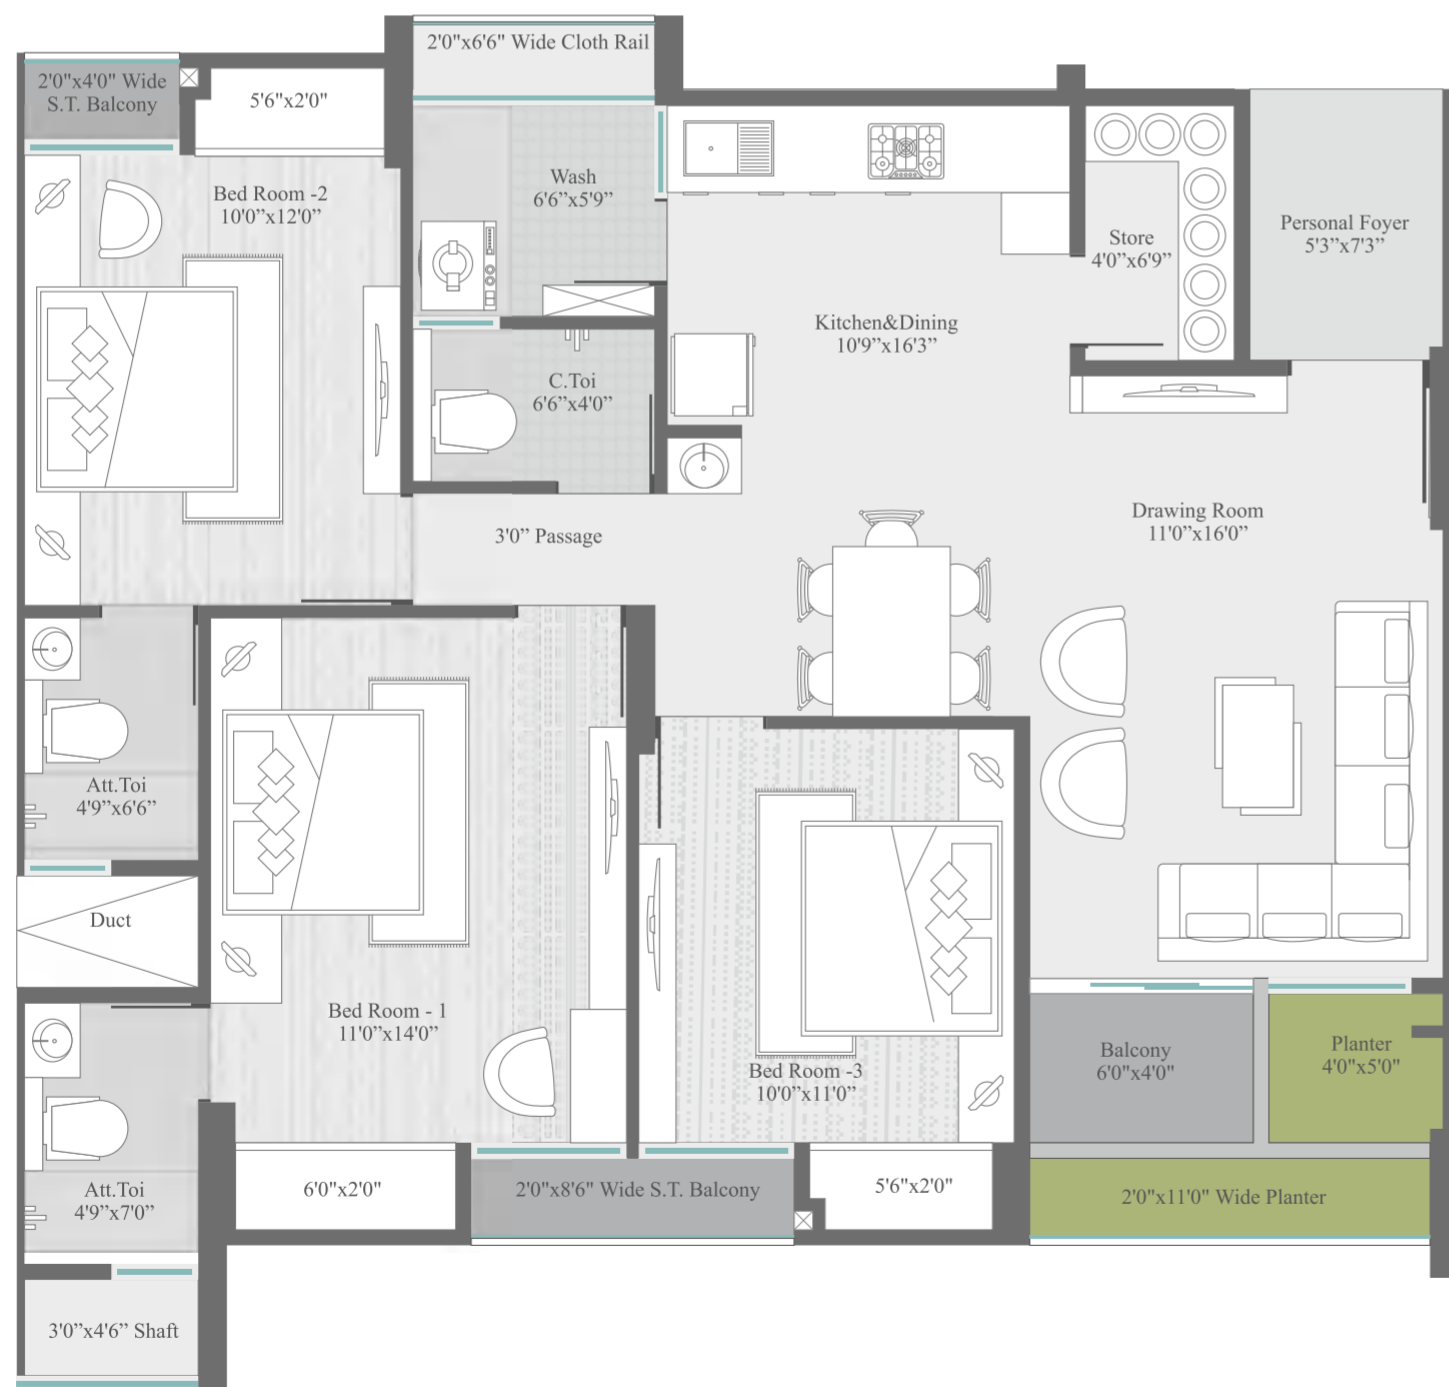 2'0"x6'6" Wide Cloth Rail
2'0"x4'0" Wide
S.T. Balcony
5'6"x2'0"
Bed Room -2
10'0”x12'0”
Wash
6'6”x5'9”
Store
4'0”x6'9”
Personal Foyer
5'3”x7'3”
Kitchen&Dining
10'9”x16'3”
C.Toi
6'6”x4'0”
3'0” Passage
Drawing Room
11'0”x16'0”
Att.Toi
4'9”x6'6”
Duct
Bed Room - 1
11'0”x14'0”
Bed Room -3
10'0”x11'0”
Balcony
6'0"x4'0"
Planter
4'0"x5'0"
Att.Toi
4'9”x7'0”
6'0"x2'0"
2'0"x8'6" Wide S.T. Balcony
5'6"x2'0"
2'0"x11'0" Wide Planter
3'0”x4'6” Shaft